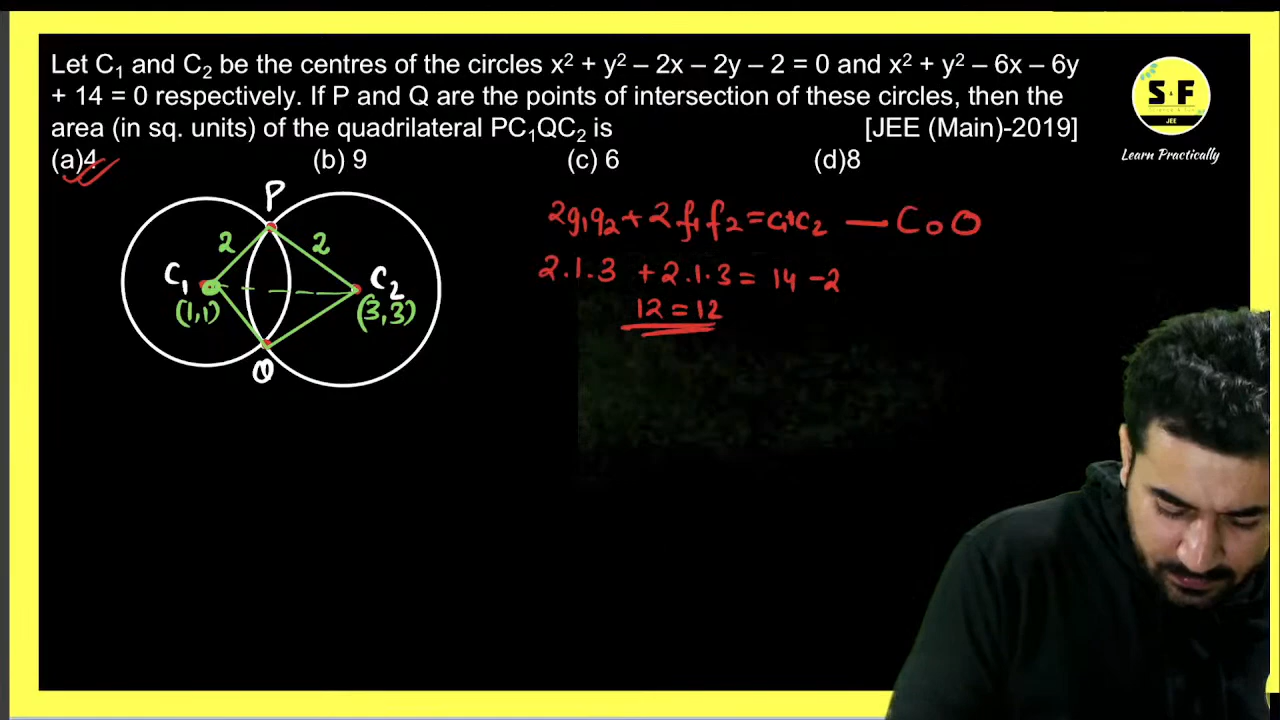 Let C₁ and C₂ be the centres of the circles x² + y² – 2x – 2y – 2 = 0 and x² + y² – 6x – 6y
+ 14 = 0 respectively. If P and Q are the points of intersection of these circles, then the
area (in sq. units) of the quadrilateral PC₁QC₂ is [JEE (Main)-2019]
(a)4 (b) 9 (c) 6 (d)8
S&F
JEE
Learn Practically
P
2 2
C₁ C₂
(1,1) (3,3)
Q
2g₁g₂ + 2f₁f₂ = c₁+c₂ — COO
2.1.3 + 2.1.3 = 14 -2
12 = 12